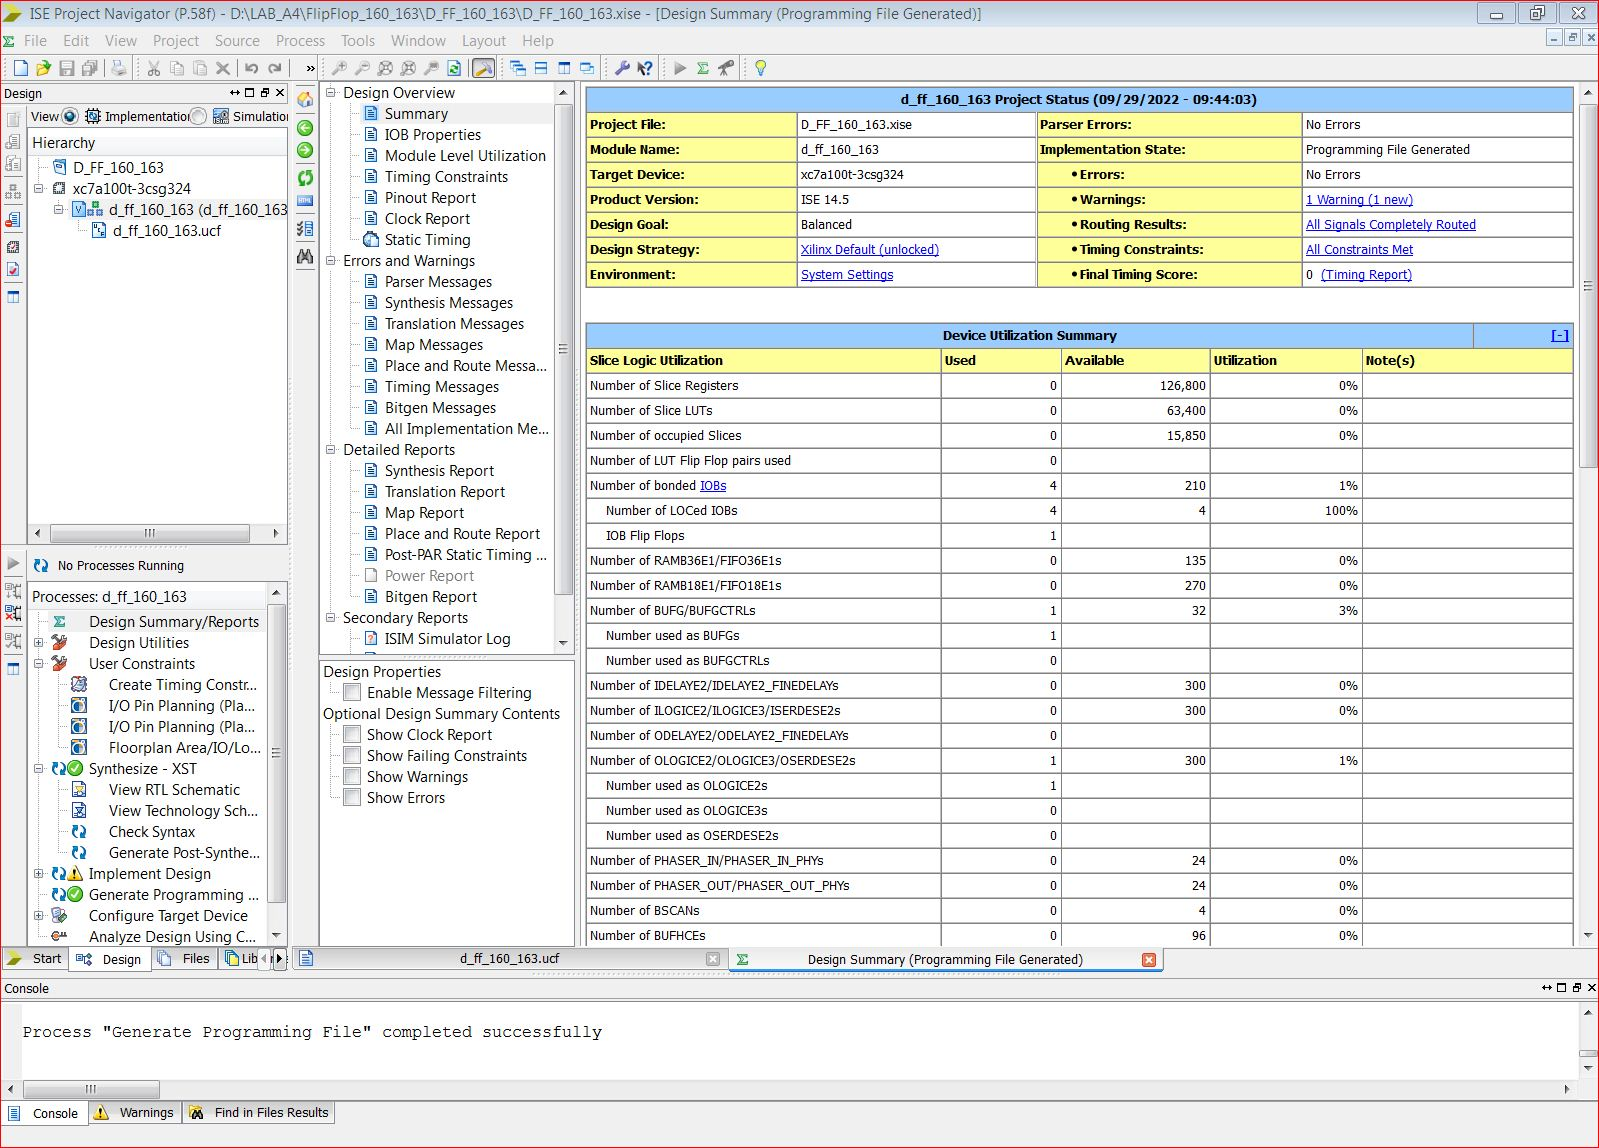 ISE Project Navigator (P.58f) - D:\LAB_A4\FlipFlop_160_163\D_FF_160_163\D_FF_160_163.xise - [Design Summary (Programming File Generated)]
File Edit View Project Source Process Tools Window Layout Help
Design
View Implementatio Simulatio
Hierarchy
D_FF_160_163
xc7a100t-3csg324
d_ff_160_163 (d_ff_160_163
d_ff_160_163.ucf
No Processes Running
Processes: d_ff_160_163
Design Summary/Reports
Design Utilities
User Constraints
Create Timing Constr...
I/O Pin Planning (Pla...
I/O Pin Planning (Pla...
Floorplan Area/IO/Lo...
Synthesize - XST
View RTL Schematic
View Technology Sch...
Check Syntax
Generate Post-Synthe...
Implement Design
Generate Programming ...
Configure Target Device
Analyze Design Using C...
Start Design Files Lib
Design Overview
Summary
IOB Properties
Module Level Utilization
Timing Constraints
Pinout Report
Clock Report
Static Timing
Errors and Warnings
Parser Messages
Synthesis Messages
Translation Messages
Map Messages
Place and Route Messa...
Timing Messages
Bitgen Messages
All Implementation Me...
Detailed Reports
Synthesis Report
Translation Report
Map Report
Place and Route Report
Post-PAR Static Timing ...
Power Report
Bitgen Report
Secondary Reports
ISIM Simulator Log
Design Properties
Enable Message Filtering
Optional Design Summary Contents
Show Clock Report
Show Failing Constraints
Show Warnings
Show Errors
d_ff_160_163 Project Status (09/29/2022 - 09:44:03)
Project File: D_FF_160_163.xise Parser Errors: No Errors
Module Name: d_ff_160_163 Implementation State: Programming File Generated
Target Device: xc7a100t-3csg324 •Errors: No Errors
Product Version: ISE 14.5 •Warnings: 1 Warning (1 new)
Design Goal: Balanced •Routing Results: All Signals Completely Routed
Design Strategy: Xilinx Default (unlocked) •Timing Constraints: All Constraints Met
Environment: System Settings •Final Timing Score: 0 (Timing Report)
Device Utilization Summary [-]
Slice Logic Utilization Used Available Utilization Note(s)
Number of Slice Registers 0 126,800 0%
Number of Slice LUTs 0 63,400 0%
Number of occupied Slices 0 15,850 0%
Number of LUT Flip Flop pairs used 0
Number of bonded IOBs 4 210 1%
Number of LOCed IOBs 4 4 100%
IOB Flip Flops 1
Number of RAMB36E1/FIFO36E1s 0 135 0%
Number of RAMB18E1/FIFO18E1s 0 270 0%
Number of BUFG/BUFGCTRLs 1 32 3%
Number used as BUFGs 1
Number used as BUFGCTRLs 0
Number of IDELAYE2/IDELAYE2_FINEDELAYs 0 300 0%
Number of ILOGICE2/ILOGICE3/ISERDESE2s 0 300 0%
Number of ODELAYE2/ODELAYE2_FINEDELAYs 0
Number of OLOGICE2/OLOGICE3/OSERDESE2s 1 300 1%
Number used as OLOGICE2s 1
Number used as OLOGICE3s 0
Number used as OSERDESE2s 0
Number of PHASER_IN/PHASER_IN_PHYs 0 24 0%
Number of PHASER_OUT/PHASER_OUT_PHYs 0 24 0%
Number of BSCANs 0 4 0%
Number of BUFHCEs 0 96 0%
d_ff_160_163.ucf Design Summary (Programming File Generated)
Console
Process "Generate Programming File" completed successfully
Console Warnings Find in Files Results